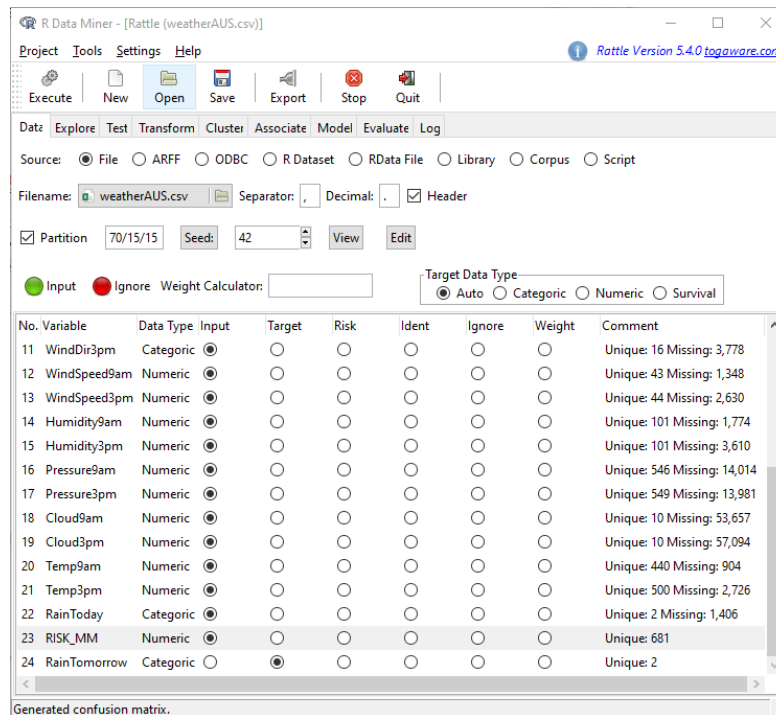 R Data Miner - [Rattle (weatherAUS.csv)]
Project Tools Settings Help Rattle Version 5.4.0 togaware.con
Execute New Open Save Export Stop Quit
Data Explore Test Transform Cluster Associate Model Evaluate Log
Source: File ARFF ODBC R Dataset RData File Library Corpus Script
Filename: weatherAUS.csv Separator: , Decimal: . Header
Partition 70/15/15 Seed: 42 View Edit
Input Ignore Weight Calculator: Target Data Type
Auto Categoric Numeric Survival
No. Variable Data Type Input Target Risk Ident Ignore Weight Comment
11 WindDir3pm Categoric Unique: 16 Missing: 3,778
12 WindSpeed9am Numeric Unique: 43 Missing: 1,348
13 WindSpeed3pm Numeric Unique: 44 Missing: 2,630
14 Humidity9am Numeric Unique: 101 Missing: 1,774
15 Humidity3pm Numeric Unique: 101 Missing: 3,610
16 Pressure9am Numeric Unique: 546 Missing: 14,014
17 Pressure3pm Numeric Unique: 549 Missing: 13,981
18 Cloud9am Numeric Unique: 10 Missing: 53,657
19 Cloud3pm Numeric Unique: 10 Missing: 57,094
20 Temp9am Numeric Unique: 440 Missing: 904
21 Temp3pm Numeric Unique: 500 Missing: 2,726
22 RainToday Categoric Unique: 2 Missing: 1,406
23 RISK_MM Numeric Unique: 681
24 RainTomorrow Categoric Unique: 2
Generated confusion matrix.